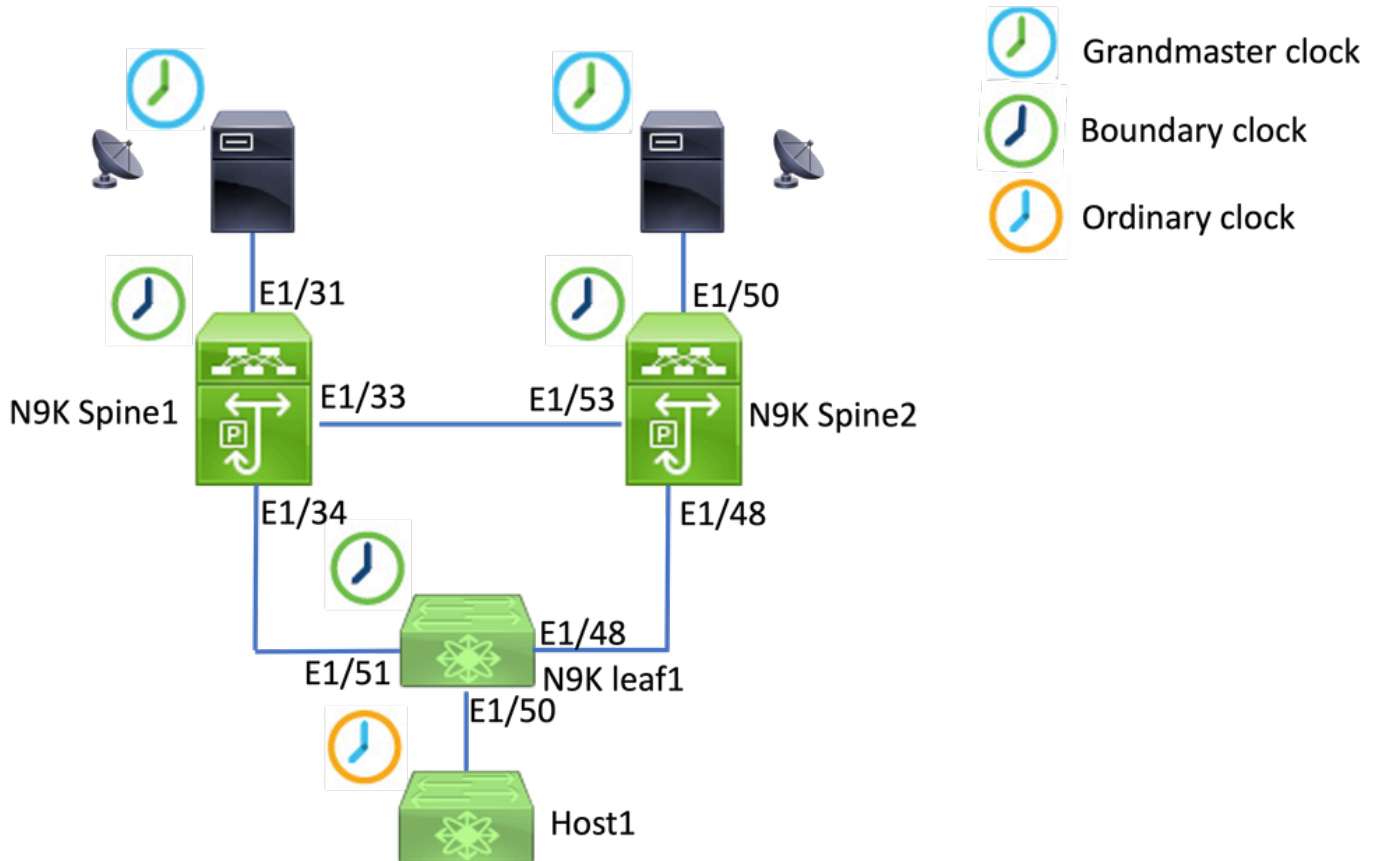 Grandmaster clock
Boundary clock
Ordinary clock
E1/31
E1/50
N9K Spine1
E1/33
E1/53
N9K Spine2
P
P
E1/34
E1/48
E1/48
E1/51
N9K leaf1
E1/50
Host1